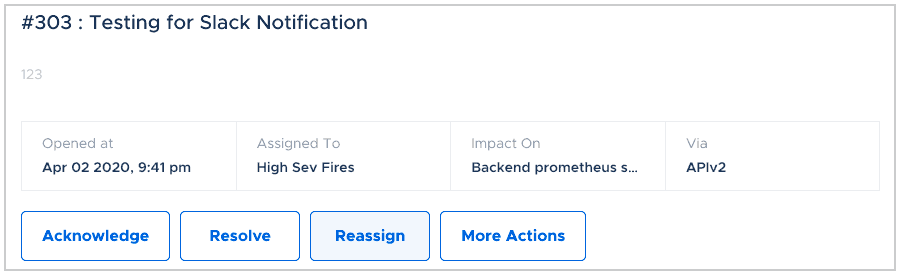 #303 : Testing for Slack Notification
123
Opened at Assigned To Impact On Via
Apr 02 2020, 9:41 pm High Sev Fires Backend prometheus s... APIv2
Acknowledge Resolve Reassign More Actions